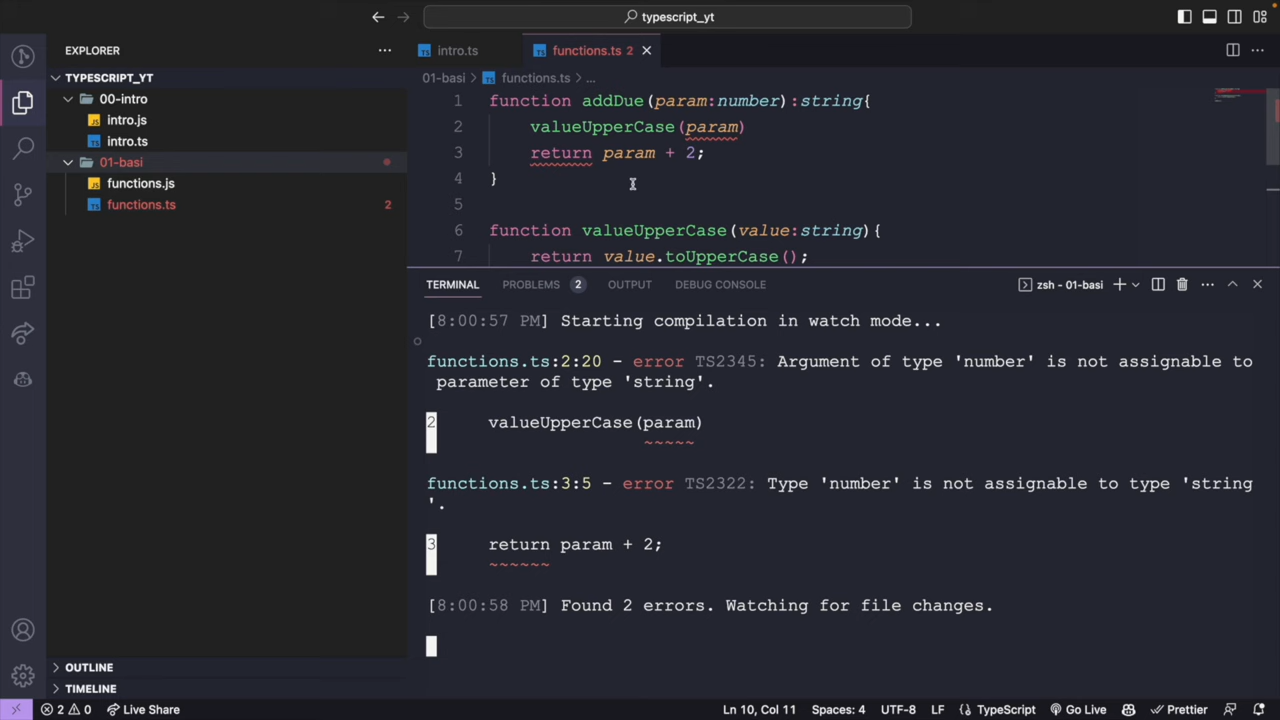 typescript_yt
EXPLORER
intro.ts
functions.ts 2
TYPESCRIPT_YT
01-basi > functions.ts > ...
00-intro
intro.js
intro.ts
01-basi
functions.js
functions.ts 2
1 function addDue(param:number):string{
2 valueUpperCase(param)
3 return param + 2;
4 }
5
6 function valueUpperCase(value:string){
7 return value.toUpperCase();
TERMINAL PROBLEMS 2 OUTPUT DEBUG CONSOLE zsh - 01-basi
[8:00:57 PM] Starting compilation in watch mode...
functions.ts:2:20 - error TS2345: Argument of type 'number' is not assignable to
parameter of type 'string'.
2 valueUpperCase(param)
~~~~~
functions.ts:3:5 - error TS2322: Type 'number' is not assignable to type 'string
'.
3 return param + 2;
~~~~~~
[8:00:58 PM] Found 2 errors. Watching for file changes.
OUTLINE
TIMELINE
2 0 Live Share Ln 10, Col 11 Spaces: 4 UTF-8 LF TypeScript Go Live Prettier